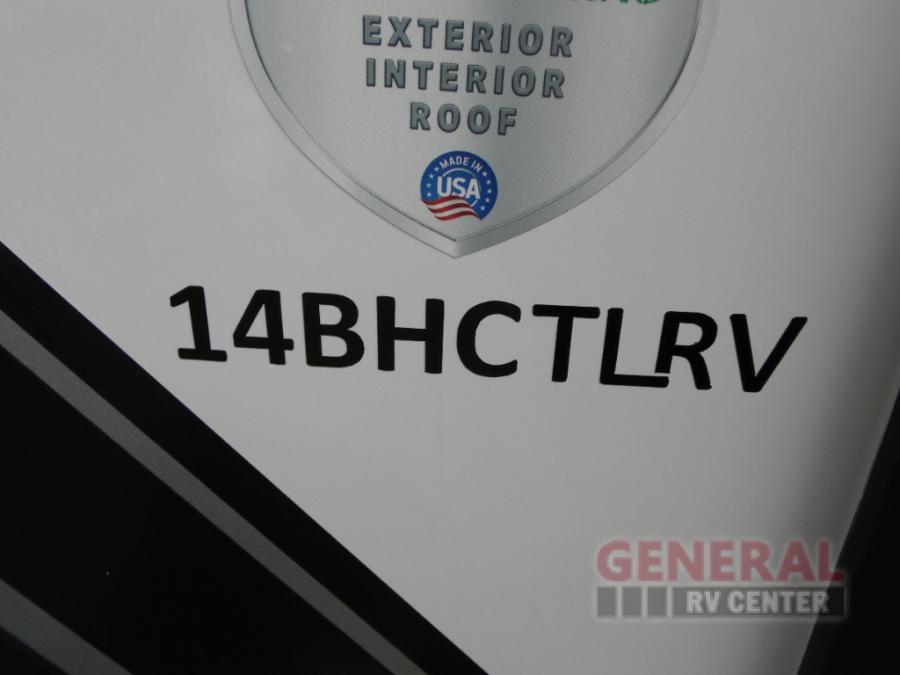 EXTERIOR
INTERIOR
ROOF
MADE IN
USA
14BHCTLRV
GENERAL
RV CENTER